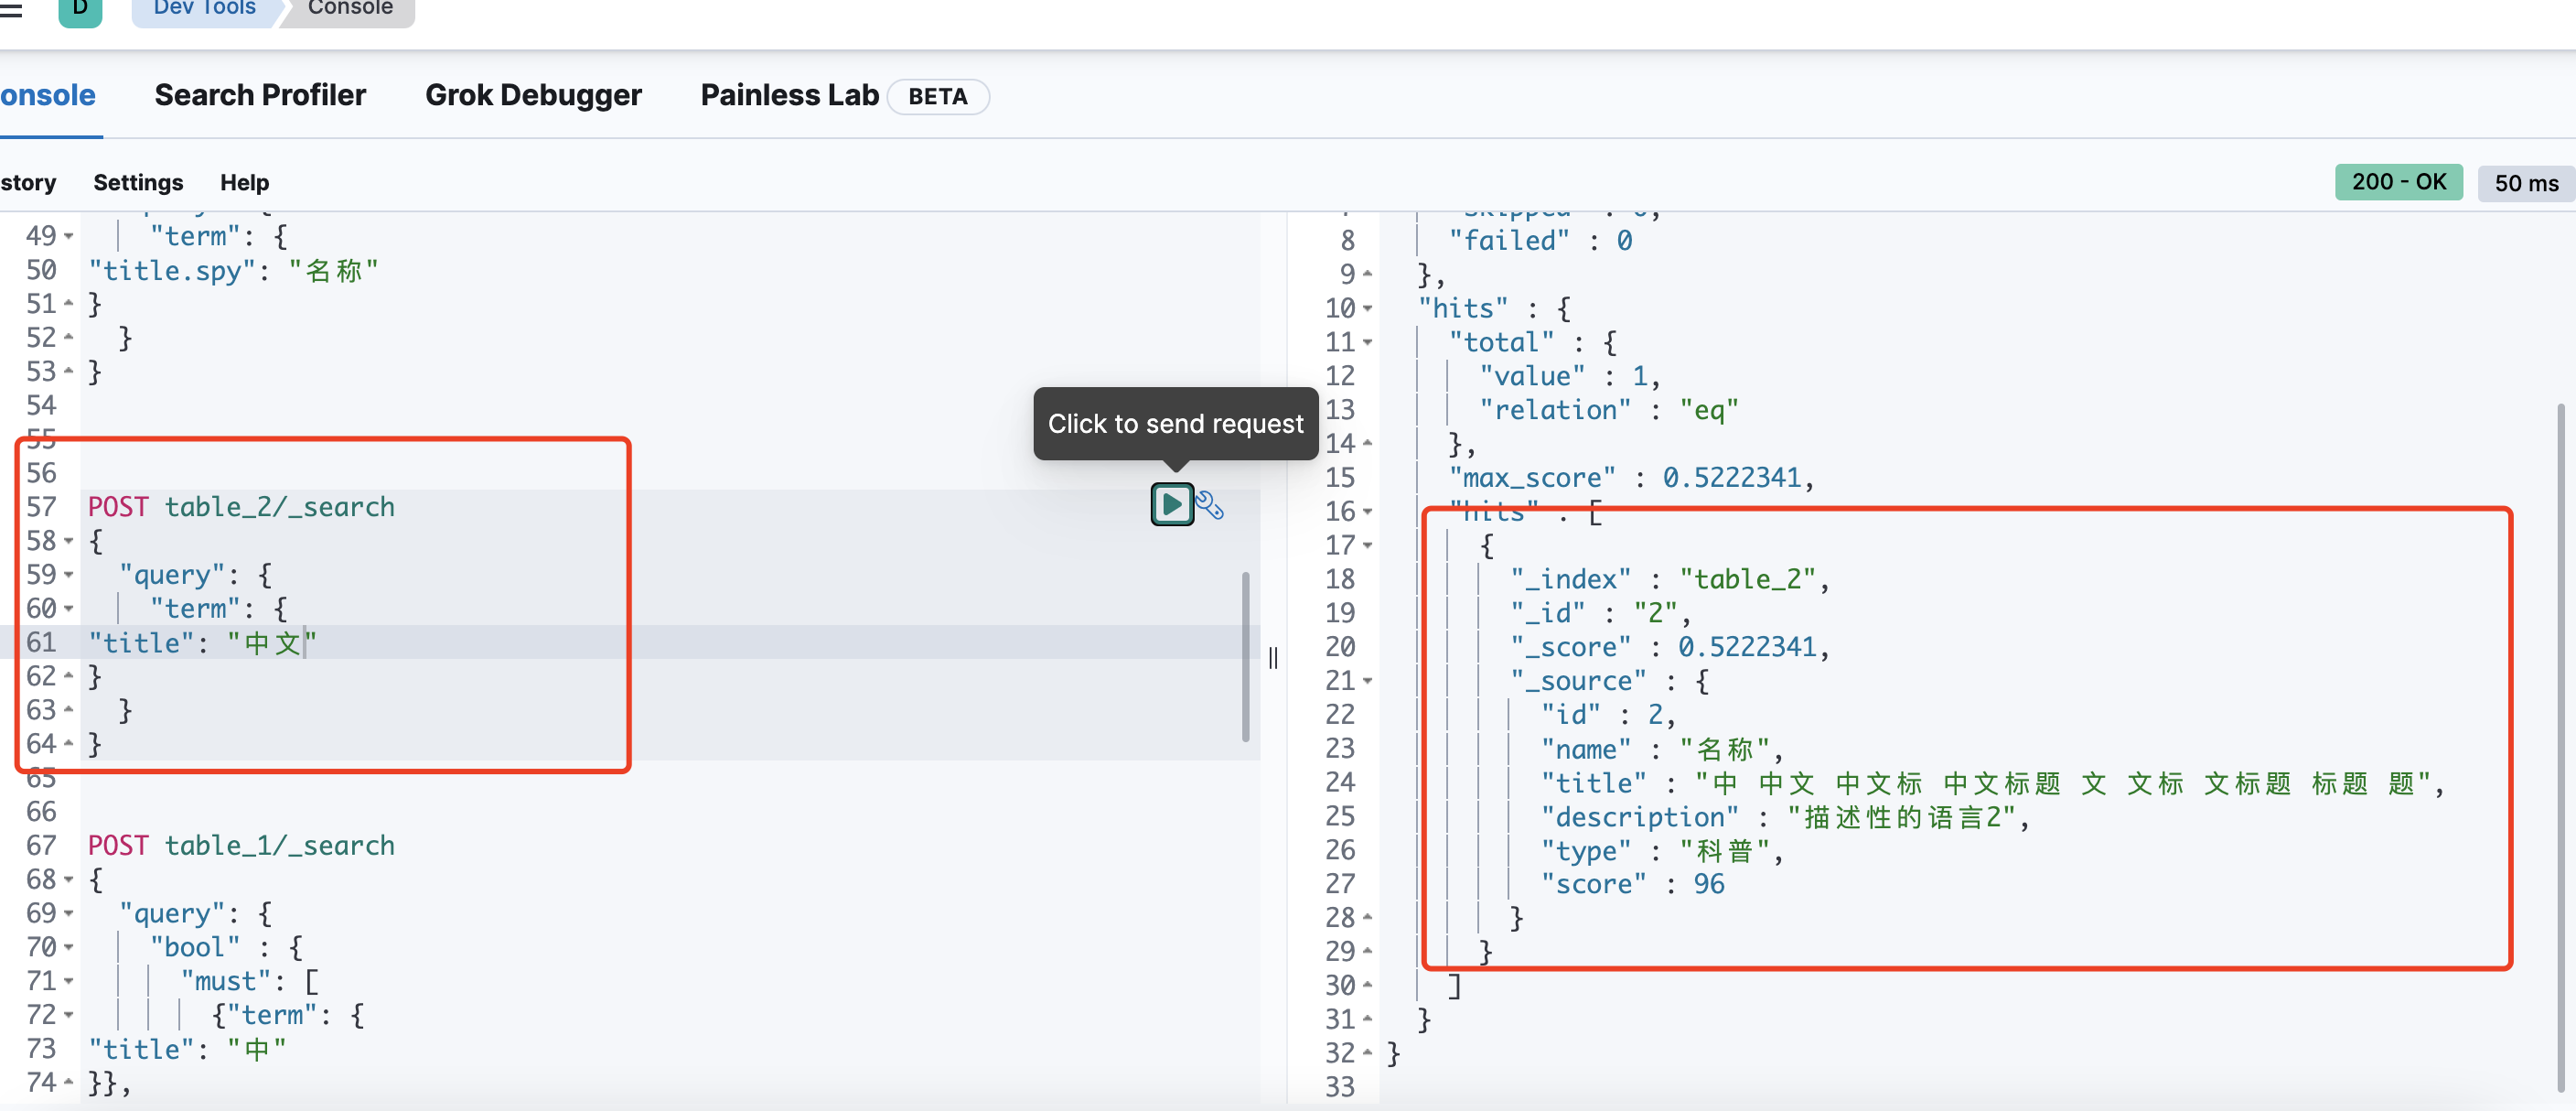 D Dev Tools Console
onsole Search Profiler Grok Debugger Painless Lab BETA
story Settings Help 200 - OK 50 ms
49 "term": {
50 "title.spy": "名称"
51 }
52 }
53 }
54
55
56
57 POST table_2/_search
58 {
59 "query": {
60 "term": {
61 "title": "中文"
62 }
63 }
64 }
65
66
67 POST table_1/_search
68 {
69 "query": {
70 "bool" : {
71 "must": [
72 {"term": {
73 "title": "中"
74 }},
Click to send request
"skipped" : 0,
8 "failed" : 0
9 },
10 "hits" : {
11 "total" : {
12 "value" : 1,
13 "relation" : "eq"
14 },
15 "max_score" : 0.5222341,
16 "hits" : [
17 {
18 "_index" : "table_2",
19 "_id" : "2",
20 "_score" : 0.5222341,
21 "_source" : {
22 "id" : 2,
23 "name" : "名称",
24 "title" : "中 中文 中文标 中文标题 文 文标 文标题 标题 题",
25 "description" : "描述性的语言2",
26 "type" : "科普",
27 "score" : 96
28 }
29 }
30 ]
31 }
32 }
33